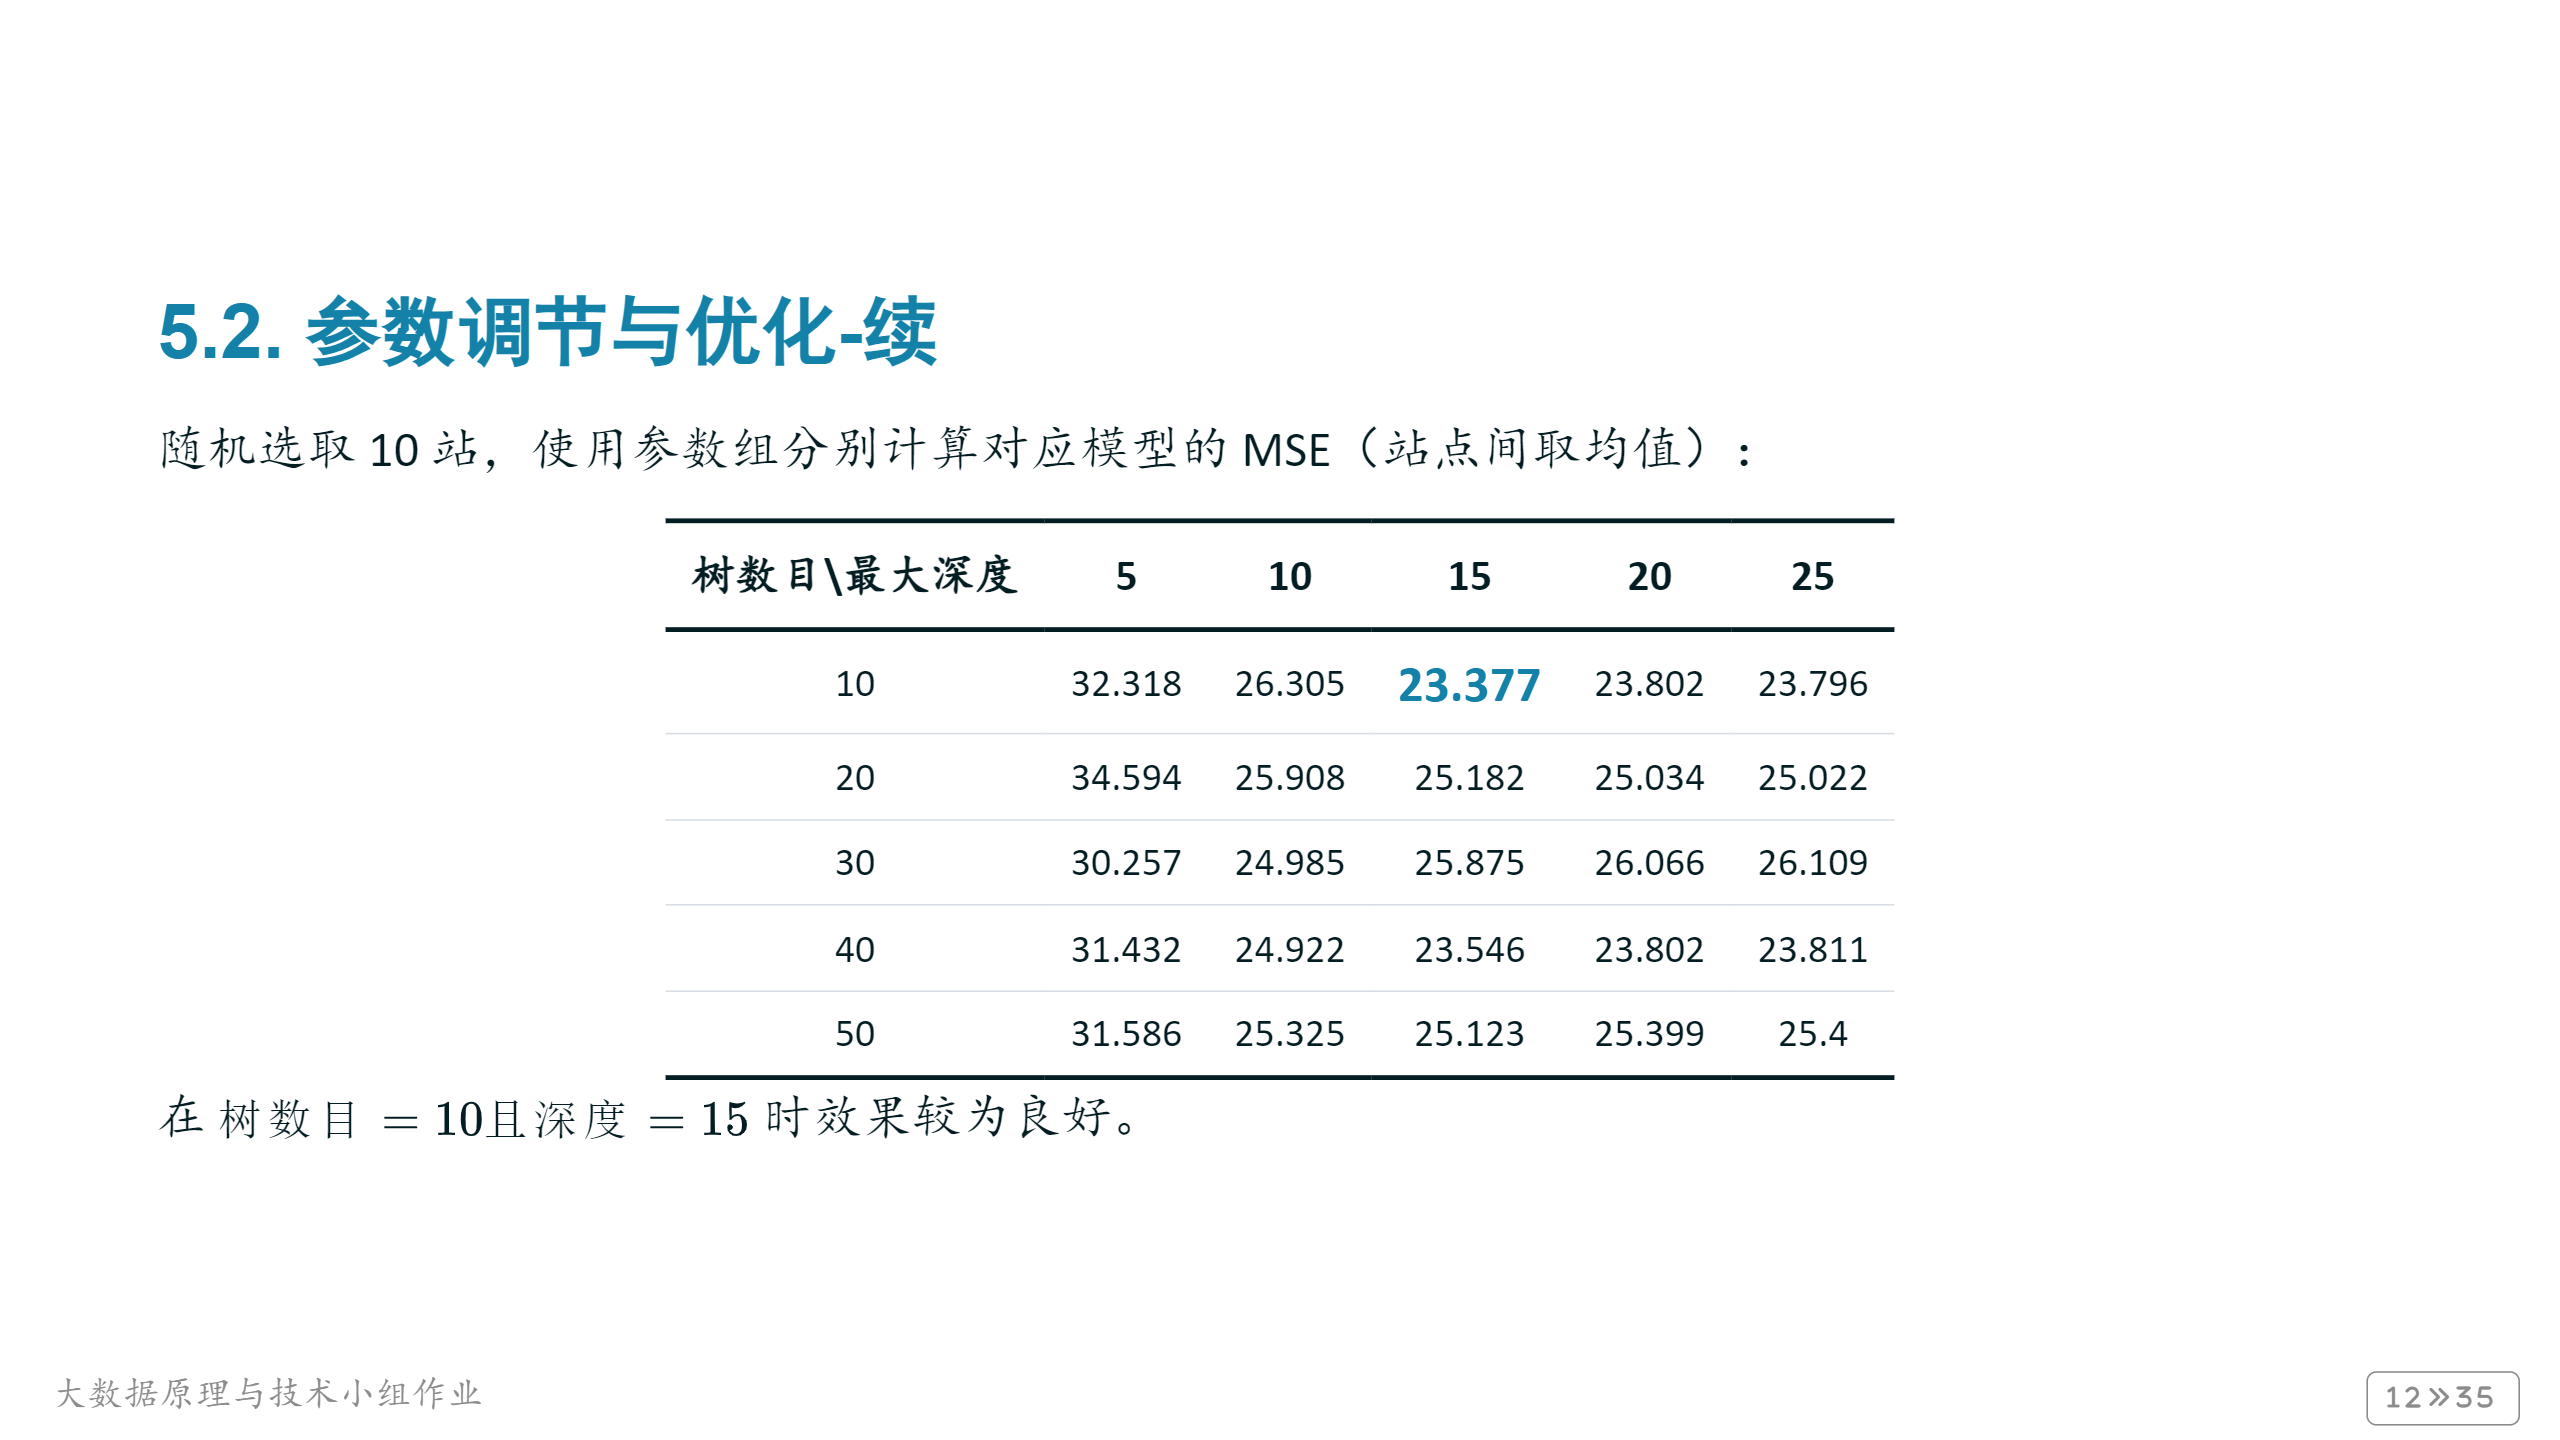 5.2. 参数调节与优化-续
随机选取 10 站，使用参数组分别计算对应模型的 MSE（站点间取均值）：
树数目\最大深度 5 10 15 20 25
10 32.318 26.305 23.377 23.802 23.796
20 34.594 25.908 25.182 25.034 25.022
30 30.257 24.985 25.875 26.066 26.109
40 31.432 24.922 23.546 23.802 23.811
50 31.586 25.325 25.123 25.399 25.4
在 树数目 = 10且深度 = 15 时效果较为良好。
大数据原理与技术小组作业
12»35